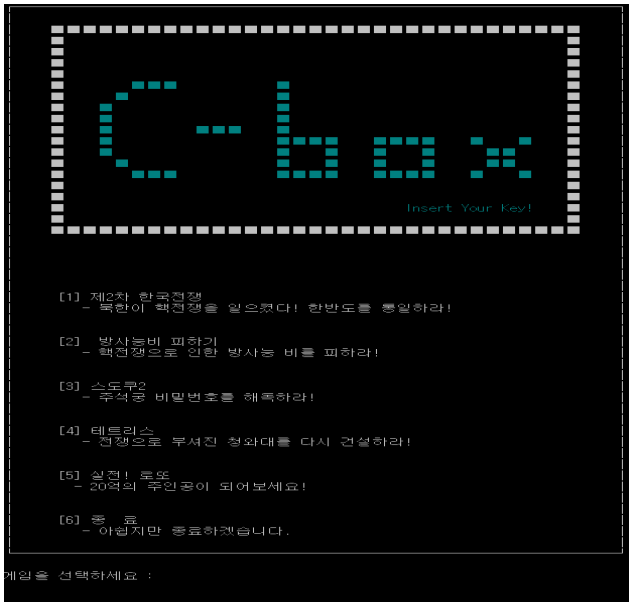 C-box
Insert Your Key!
[1] 제2차 한국전쟁
- 북한이 핵전쟁을 일으켰다! 한반도를 통일하라!
[2] 방사능비 피하기
- 핵전쟁으로 인한 방사능 비를 피하라!
[3] 스도쿠2
- 주석궁 비밀번호를 해독하라!
[4] 테트리스
- 전쟁으로 부셔진 청와대를 다시 건설하라!
[5] 실전! 로또
- 20억의 주인공이 되어보세요!
[6] 종 료
- 아쉽지만 종료하겠습니다.
게임을 선택하세요 :